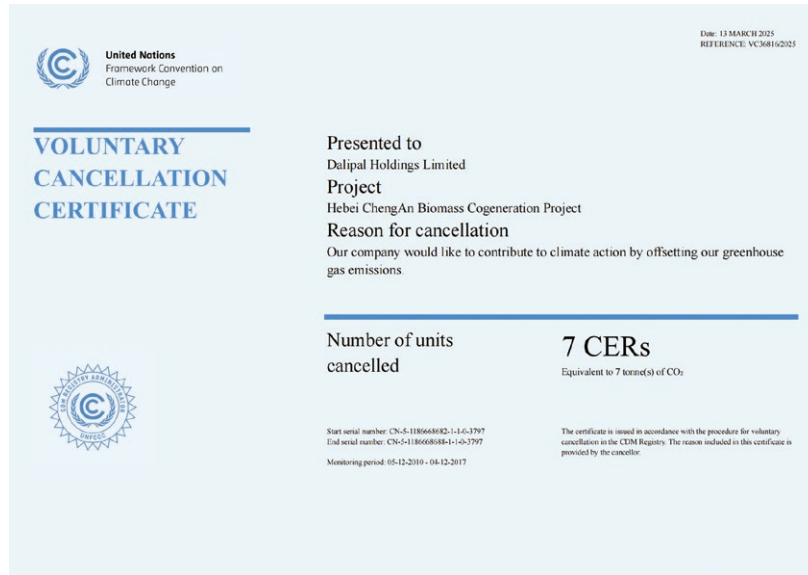 Date: 13 MARCH 2025
REFERENCE: VC36816/2025
United Nations
Framework Convention on
Climate Change
VOLUNTARY
CANCELLATION
CERTIFICATE
Presented to
Dalipal Holdings Limited
Project
Hebei ChengAn Biomass Cogeneration Project
Reason for cancellation
Our company would like to contribute to climate action by offsetting our greenhouse
gas emissions.
Number of units
cancelled
7 CERs
Equivalent to 7 tonne(s) of CO₂
Start serial number: CN-5-1186668682-1-1-0-3797
End serial number: CN-5-1186668688-1-1-0-3797
Monitoring period: 05-12-2010 - 04-12-2017
The certificate is issued in accordance with the procedure for voluntary
cancellation in the CDM Registry. The reason included in this certificate is
provided by the cancellor.
CDM REGISTRY ADMINISTRATOR
UNFCCC